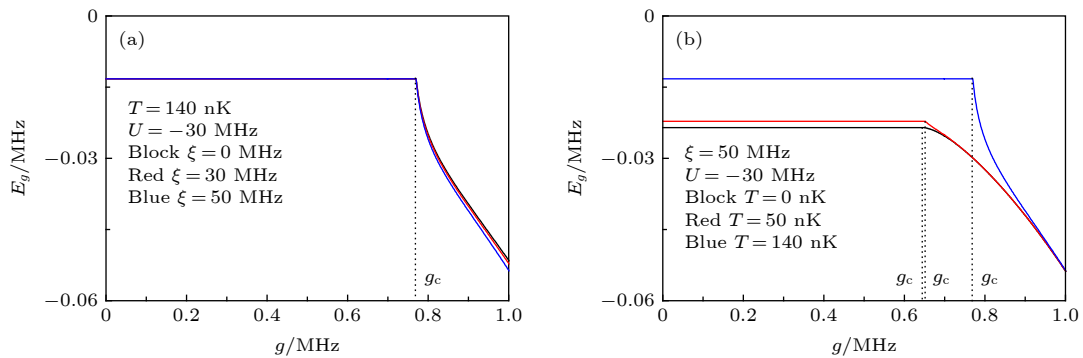 0
(a)
T = 140 nK
U = −30 MHz
Block ξ = 0 MHz
Red ξ = 30 MHz
Blue ξ = 50 MHz
−0.03
−0.06
E_g/MHz
g_c
0 0.2 0.4 0.6 0.8 1.0
g/MHz
0
(b)
ξ = 50 MHz
U = −30 MHz
Block T = 0 nK
Red T = 50 nK
Blue T = 140 nK
−0.03
−0.06
E_g/MHz
g_c g_c g_c
0 0.2 0.4 0.6 0.8 1.0
g/MHz